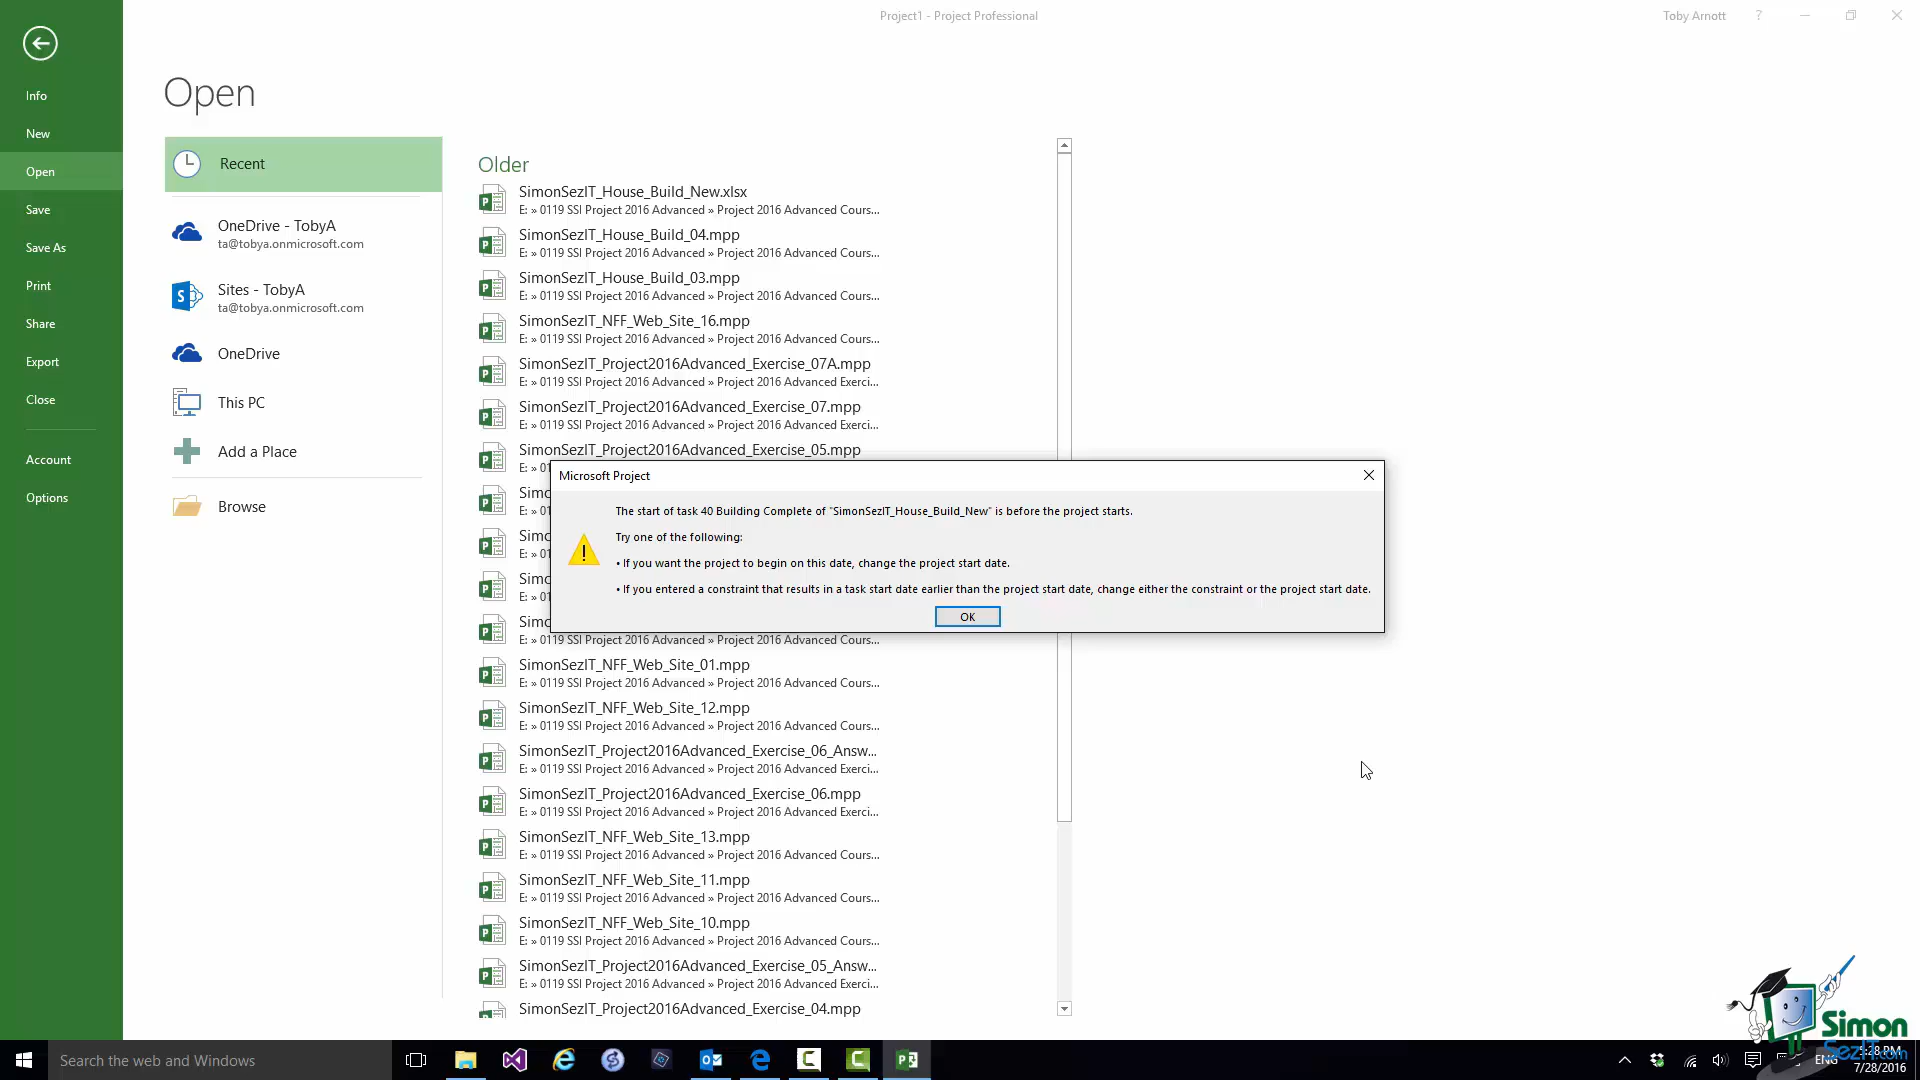 Project1 - Project Professional
Toby Arnott
?
Info
New
Open
Save
Save As
Print
Share
Export
Close
Account
Options
Open
Recent
OneDrive - TobyA
ta@tobya.onmicrosoft.com
Sites - TobyA
ta@tobya.onmicrosoft.com
OneDrive
This PC
Add a Place
Browse
Older
SimonSezIT_House_Build_New.xlsx
E: » 0119 SSI Project 2016 Advanced » Project 2016 Advanced Cours...
SimonSezIT_House_Build_04.mpp
E: » 0119 SSI Project 2016 Advanced » Project 2016 Advanced Cours...
SimonSezIT_House_Build_03.mpp
E: » 0119 SSI Project 2016 Advanced » Project 2016 Advanced Cours...
SimonSezIT_NFF_Web_Site_16.mpp
E: » 0119 SSI Project 2016 Advanced » Project 2016 Advanced Cours...
SimonSezIT_Project2016Advanced_Exercise_07A.mpp
E: » 0119 SSI Project 2016 Advanced » Project 2016 Advanced Exerci...
SimonSezIT_Project2016Advanced_Exercise_07.mpp
E: » 0119 SSI Project 2016 Advanced » Project 2016 Advanced Exerci...
SimonSezIT_Project2016Advanced_Exercise_05.mpp
Microsoft Project
The start of task 40 Building Complete of "SimonSezIT_House_Build_New" is before the project starts.
Try one of the following:
• If you want the project to begin on this date, change the project start date.
• If you entered a constraint that results in a task start date earlier than the project start date, change either the constraint or the project start date.
OK
E: » 0119 SSI Project 2016 Advanced » Project 2016 Advanced Cours...
SimonSezIT_NFF_Web_Site_01.mpp
E: » 0119 SSI Project 2016 Advanced » Project 2016 Advanced Cours...
SimonSezIT_NFF_Web_Site_12.mpp
E: » 0119 SSI Project 2016 Advanced » Project 2016 Advanced Cours...
SimonSezIT_Project2016Advanced_Exercise_06_Answ...
E: » 0119 SSI Project 2016 Advanced » Project 2016 Advanced Exerci...
SimonSezIT_Project2016Advanced_Exercise_06.mpp
E: » 0119 SSI Project 2016 Advanced » Project 2016 Advanced Exerci...
SimonSezIT_NFF_Web_Site_13.mpp
E: » 0119 SSI Project 2016 Advanced » Project 2016 Advanced Cours...
SimonSezIT_NFF_Web_Site_11.mpp
E: » 0119 SSI Project 2016 Advanced » Project 2016 Advanced Cours...
SimonSezIT_NFF_Web_Site_10.mpp
E: » 0119 SSI Project 2016 Advanced » Project 2016 Advanced Cours...
SimonSezIT_Project2016Advanced_Exercise_05_Answ...
E: » 0119 SSI Project 2016 Advanced » Project 2016 Advanced Exerci...
SimonSezIT_Project2016Advanced_Exercise_04.mpp
Simon
SezIT.com
Search the web and Windows
ENG
7/28/2016